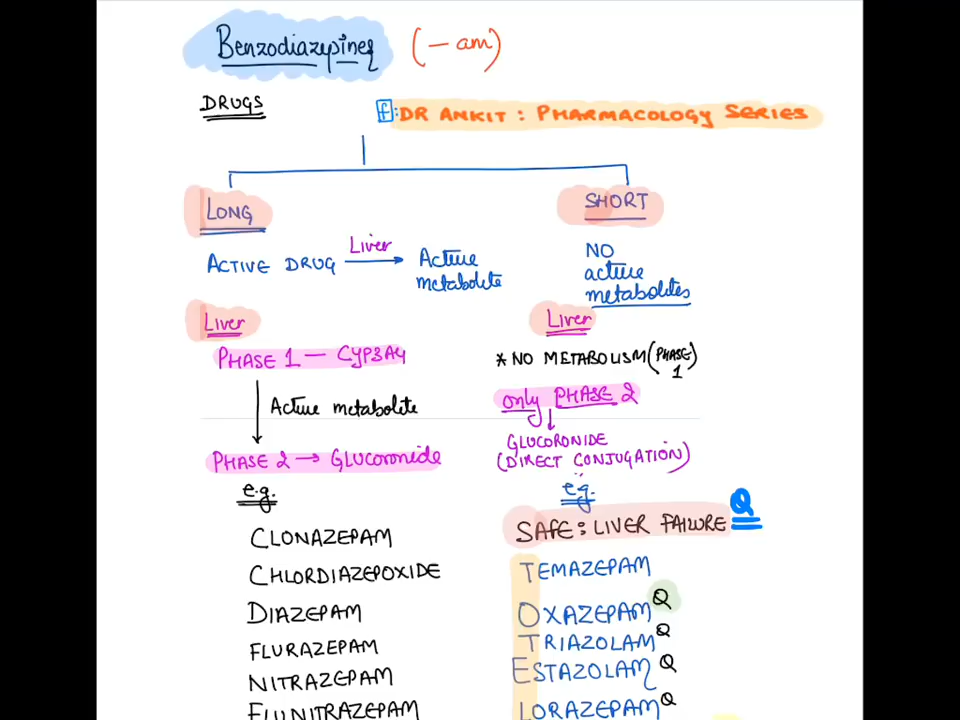 Benzodiazepines (-am)
DRUGS
f: DR ANKIT : PHARMACOLOGY SERIES
LONG
ACTIVE DRUG Liver → Active metabolite
Liver
PHASE 1 — CYP3A4
Active metabolite
PHASE 2 → GLUCORONIDE
e.g.
CLONAZEPAM
CHLORDIAZEPOXIDE
DIAZEPAM
FLURAZEPAM
NITRAZEPAM
FLUNITRAZEPAM
SHORT
NO
active
metabolites
Liver
* NO METABOLISM (PHASE 1)
only PHASE 2
GLUCORONIDE
(DIRECT CONJUGATION)
e.g.
SAFE : LIVER FAILURE Q
TEMAZEPAM
OXAZEPAM Q
TRIAZOLAM Q
ESTAZOLAM Q
LORAZEPAM Q